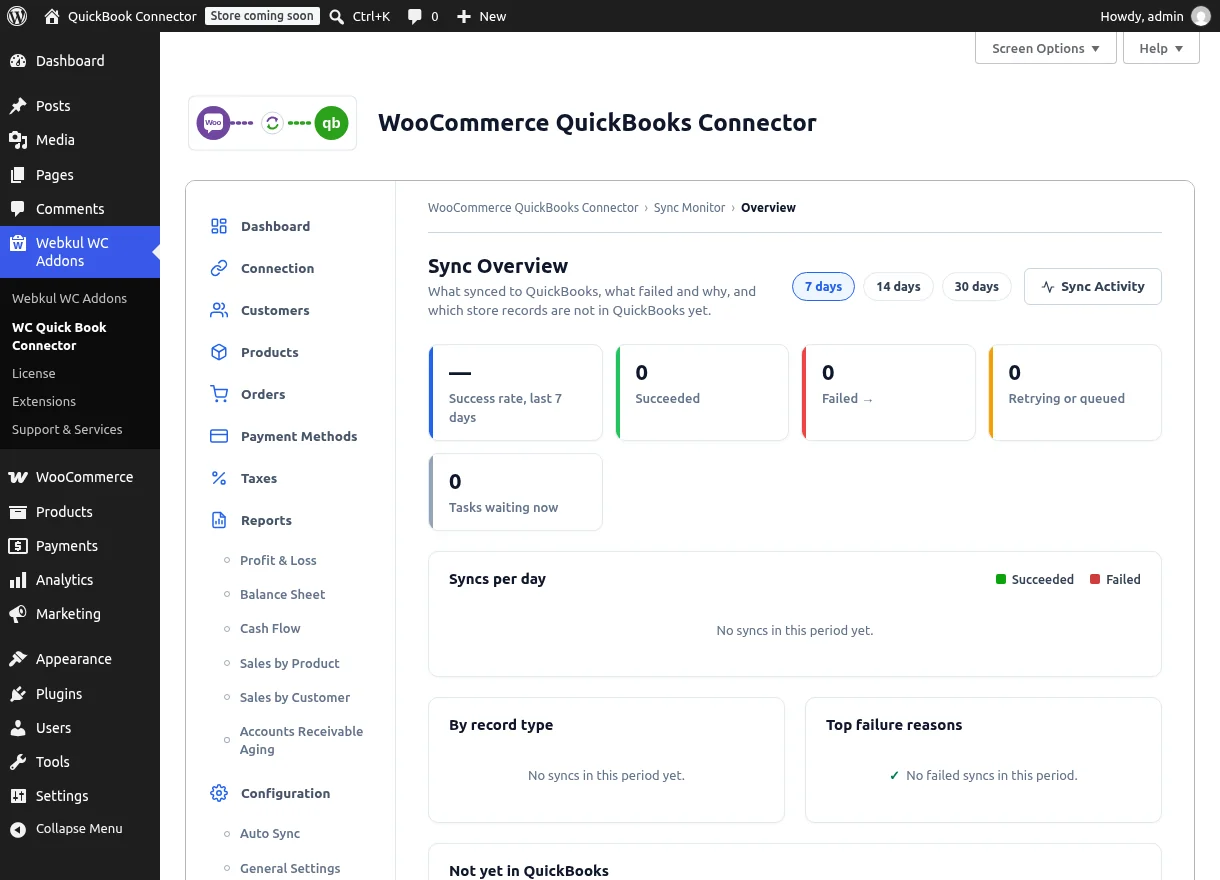 QuickBook Connector
Store coming soon
Ctrl+K
0
New
Howdy, admin
Screen Options ▼
Help ▼
Dashboard
Posts
Media
Pages
Comments
Webkul WC
Addons
Webkul WC Addons
WC Quick Book
Connector
License
Extensions
Support & Services
WooCommerce
Products
Payments
Analytics
Marketing
Appearance
Plugins
Users
Tools
Settings
Collapse Menu
Woo
qb
WooCommerce QuickBooks Connector
Dashboard
Connection
Customers
Products
Orders
Payment Methods
Taxes
Reports
Profit & Loss
Balance Sheet
Cash Flow
Sales by Product
Sales by Customer
Accounts Receivable
Aging
Configuration
Auto Sync
General Settings
WooCommerce QuickBooks Connector › Sync Monitor › Overview
Sync Overview
What synced to QuickBooks, what failed and why, and
which store records are not in QuickBooks yet.
7 days
14 days
30 days
Sync Activity
—
Success rate, last 7
days
0
Succeeded
0
Failed →
0
Retrying or queued
0
Tasks waiting now
Syncs per day
Succeeded
Failed
No syncs in this period yet.
By record type
No syncs in this period yet.
Top failure reasons
✓ No failed syncs in this period.
Not yet in QuickBooks